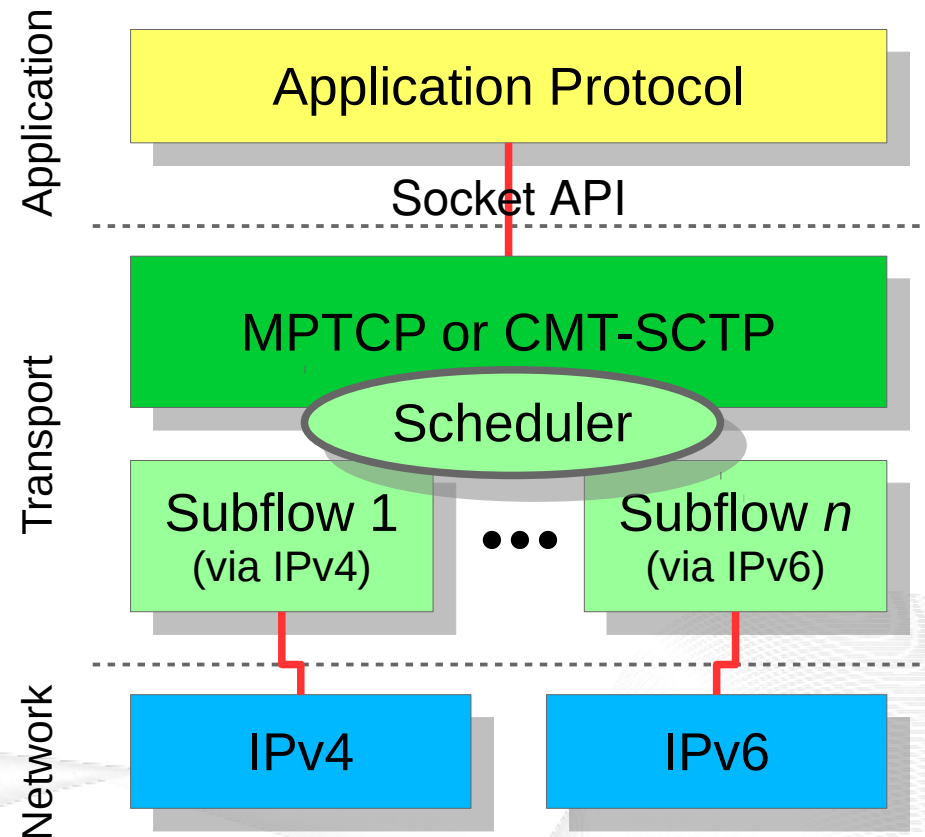 Application
Application Protocol
Socket API
Transport
MPTCP or CMT-SCTP
Scheduler
Subflow 1
(via IPv4)
•••
Subflow n
(via IPv6)
Network
IPv4
IPv6